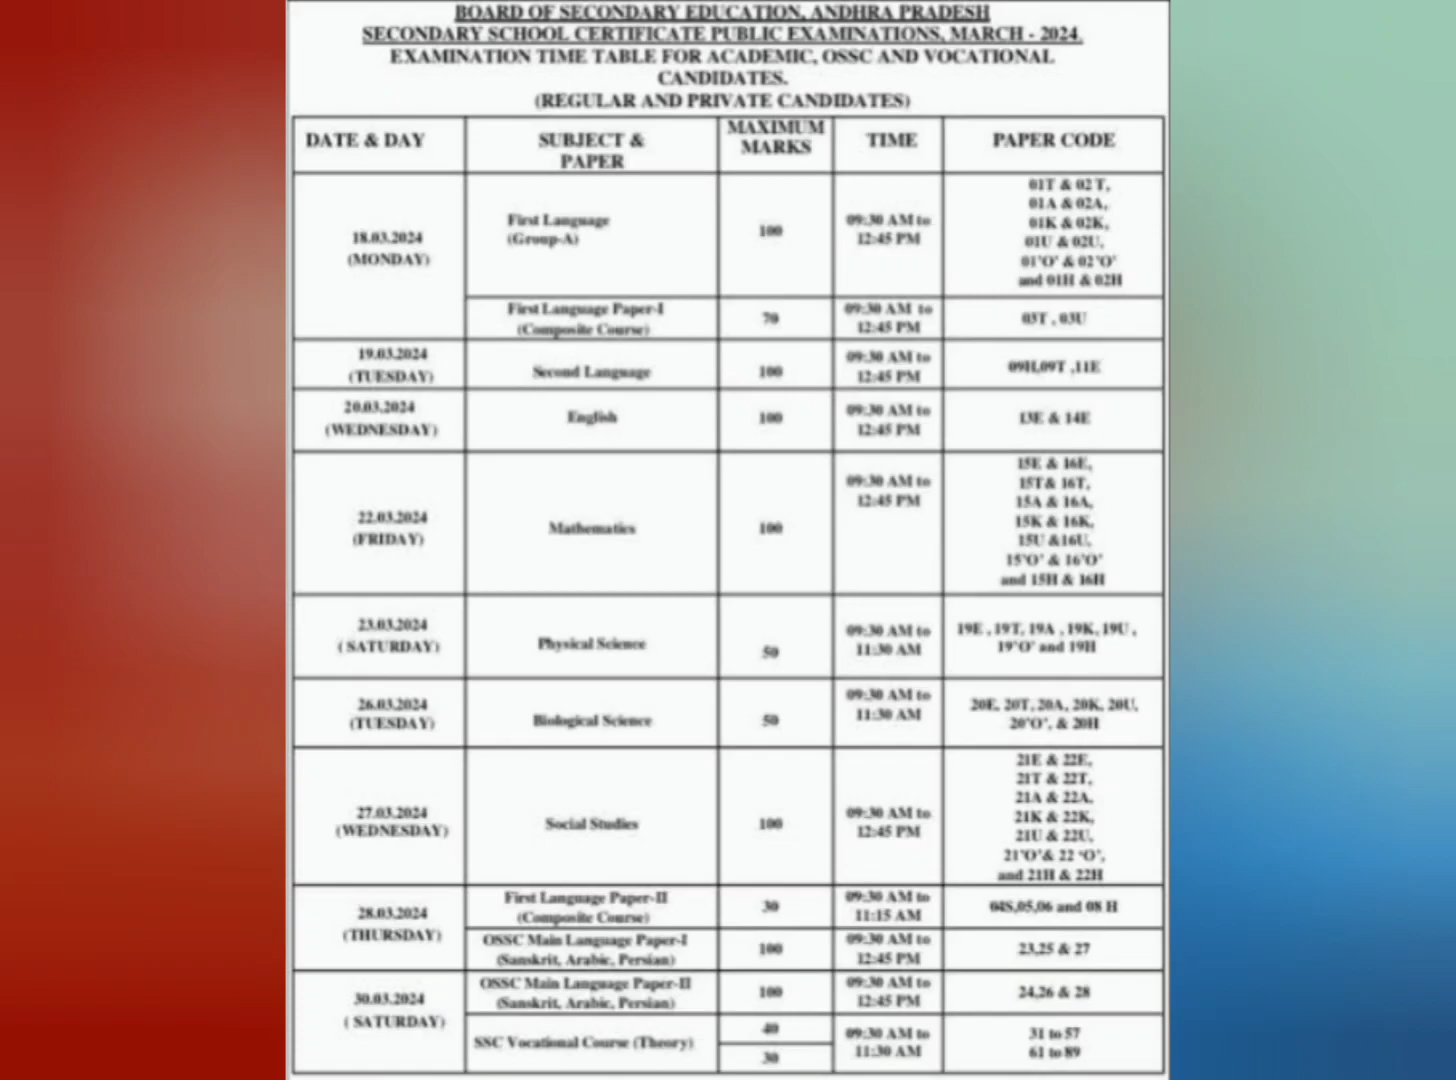 BOARD OF SECONDARY EDUCATION, ANDHRA PRADESH
SECONDARY SCHOOL CERTIFICATE PUBLIC EXAMINATIONS, MARCH - 2024.
EXAMINATION TIME TABLE FOR ACADEMIC, OSSC AND VOCATIONAL
CANDIDATES.
(REGULAR AND PRIVATE CANDIDATES)
DATE & DAY
SUBJECT &
PAPER
MAXIMUM
MARKS
TIME
PAPER CODE
18.03.2024
(MONDAY)
First Language
(Group-A)
100
09:30 AM to
12:45 PM
01T & 02 T,
01A & 02A,
01K & 02K,
01U & 02U,
01'O' & 02'O'
and 01H & 02H
First Language Paper-I
(Composite Course)
70
09:30 AM to
12:45 PM
03T , 03U
19.03.2024
(TUESDAY)
Second Language
100
09:30 AM to
12:45 PM
09H,09T ,11E
20.03.2024
(WEDNESDAY)
English
100
09:30 AM to
12:45 PM
13E & 14E
22.03.2024
(FRIDAY)
Mathematics
100
09:30 AM to
12:45 PM
15E & 16E,
15T& 16T,
15A & 16A,
15K & 16K,
15U &16U,
15'O' & 16'O'
and 15H & 16H
23.03.2024
( SATURDAY)
Physical Science
50
09:30 AM to
11:30 AM
19E , 19T, 19A , 19K, 19U ,
19'O' and 19H
26.03.2024
(TUESDAY)
Biological Science
50
09:30 AM to
11:30 AM
20E, 20T, 20A, 20K, 20U,
20'O', & 20H
27.03.2024
(WEDNESDAY)
Social Studies
100
09:30 AM to
12:45 PM
21E & 22E,
21T & 22T,
21A & 22A,
21K & 22K,
21U & 22U,
21'O'& 22 'O',
and 21H & 22H
28.03.2024
(THURSDAY)
First Language Paper-II
(Composite Course)
30
09:30 AM to
11:15 AM
04S,05,06 and 08 H
OSSC Main Language Paper-I
(Sanskrit, Arabic, Persian)
100
09:30 AM to
12:45 PM
23,25 & 27
30.03.2024
( SATURDAY)
OSSC Main Language Paper-II
(Sanskrit, Arabic, Persian)
100
09:30 AM to
12:45 PM
24,26 & 28
SSC Vocational Course (Theory)
40
30
09:30 AM to
11:30 AM
31 to 57
61 to 89